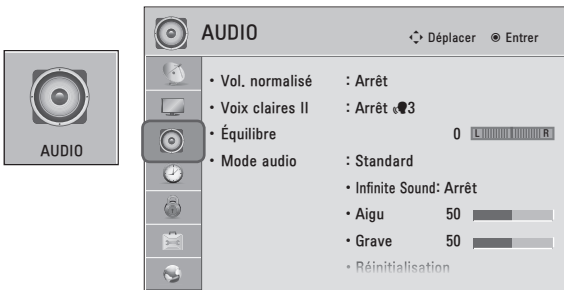 AUDIO
AUDIO
Déplacer Entrer
• Vol. normalisé : Arrêt
• Voix claires II : Arrêt 3
• Équilibre 0 L R
• Mode audio : Standard
• Infinite Sound: Arrêt
• Aigu 50
• Grave 50
• Réinitialisation